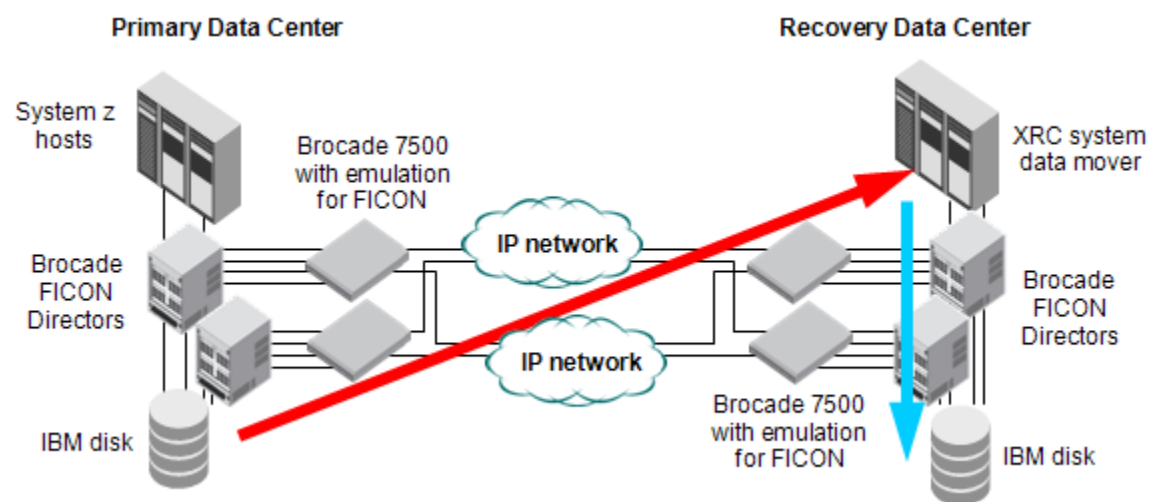 Primary Data Center
Recovery Data Center
System z
hosts
XRC system
data mover
Brocade 7500
with emulation
for FICON
IP network
Brocade
FICON
Directors
Brocade
FICON
Directors
IP network
Brocade 7500
with emulation
for FICON
IBM disk
IBM disk